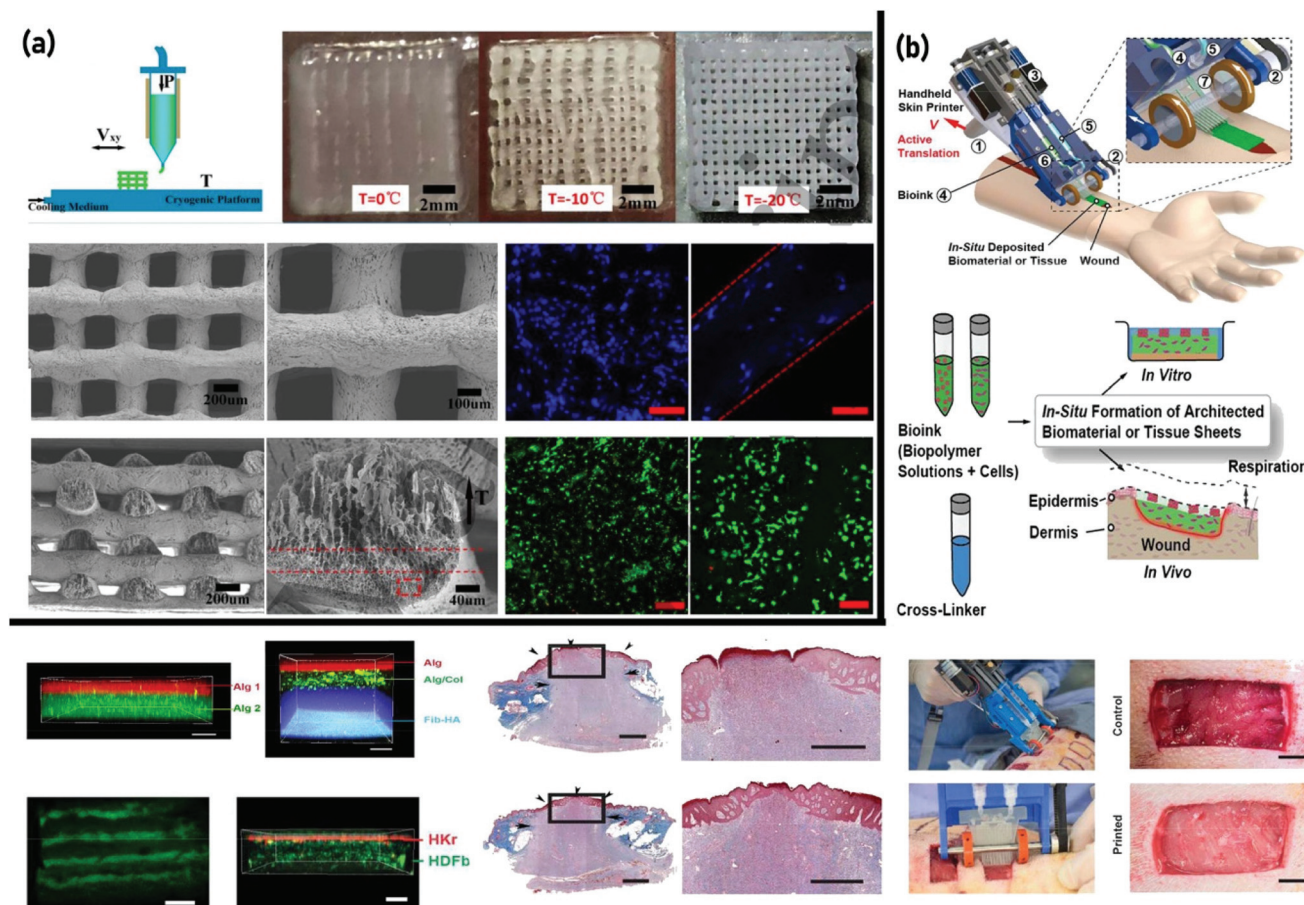 (a)
P
Vxy
T
Cooling Medium
Cryogenic Platform
T=0℃
2mm
T=-10℃
2mm
T=-20℃
2mm
200um
100um
200um
T
40um
(b)
Handheld
Skin Printer
V
Active
Translation
①
②
③
④
⑤
⑥
Bioink ④
②
④
⑤
⑦
In-Situ Deposited
Biomaterial or Tissue
Wound
Bioink
(Biopolymer
Solutions + Cells)
Cross-Linker
In Vitro
In-Situ Formation of Architected
Biomaterial or Tissue Sheets
Respiration
Epidermis
Dermis
Wound
In Vivo
Alg 1
Alg 2
Alg
Alg/Col
Fib-HA
HKr
HDFb
Control
Printed